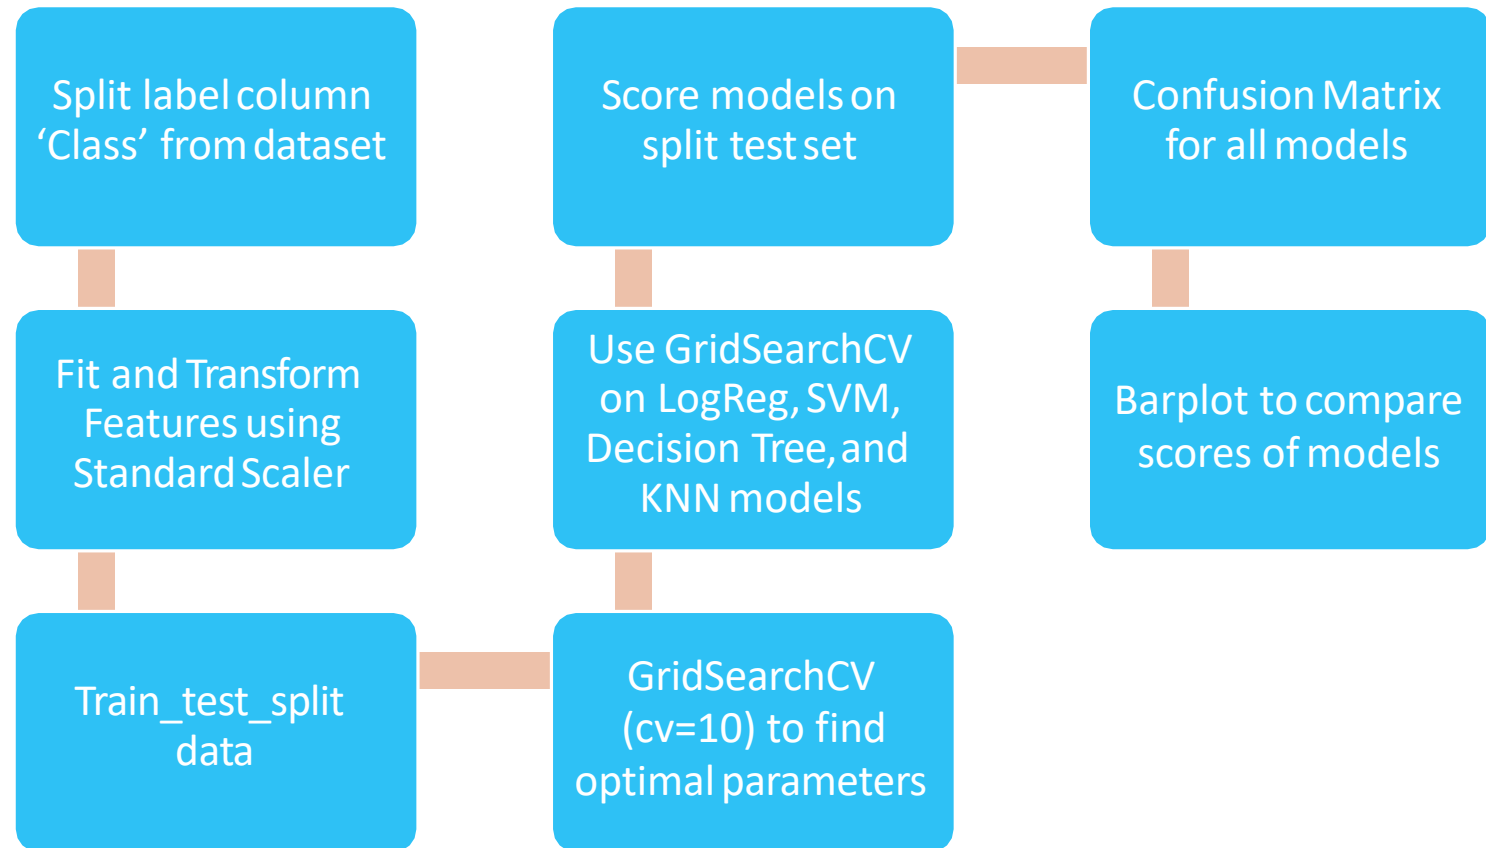 Split label column
‘Class’ from dataset
Fit and Transform
Features using
Standard Scaler
Train_test_split
data
GridSearchCV
(cv=10) to find
optimal parameters
Use GridSearchCV
on LogReg, SVM,
Decision Tree, and
KNN models
Score models on
split test set
Confusion Matrix
for all models
Barplot to compare
scores of models